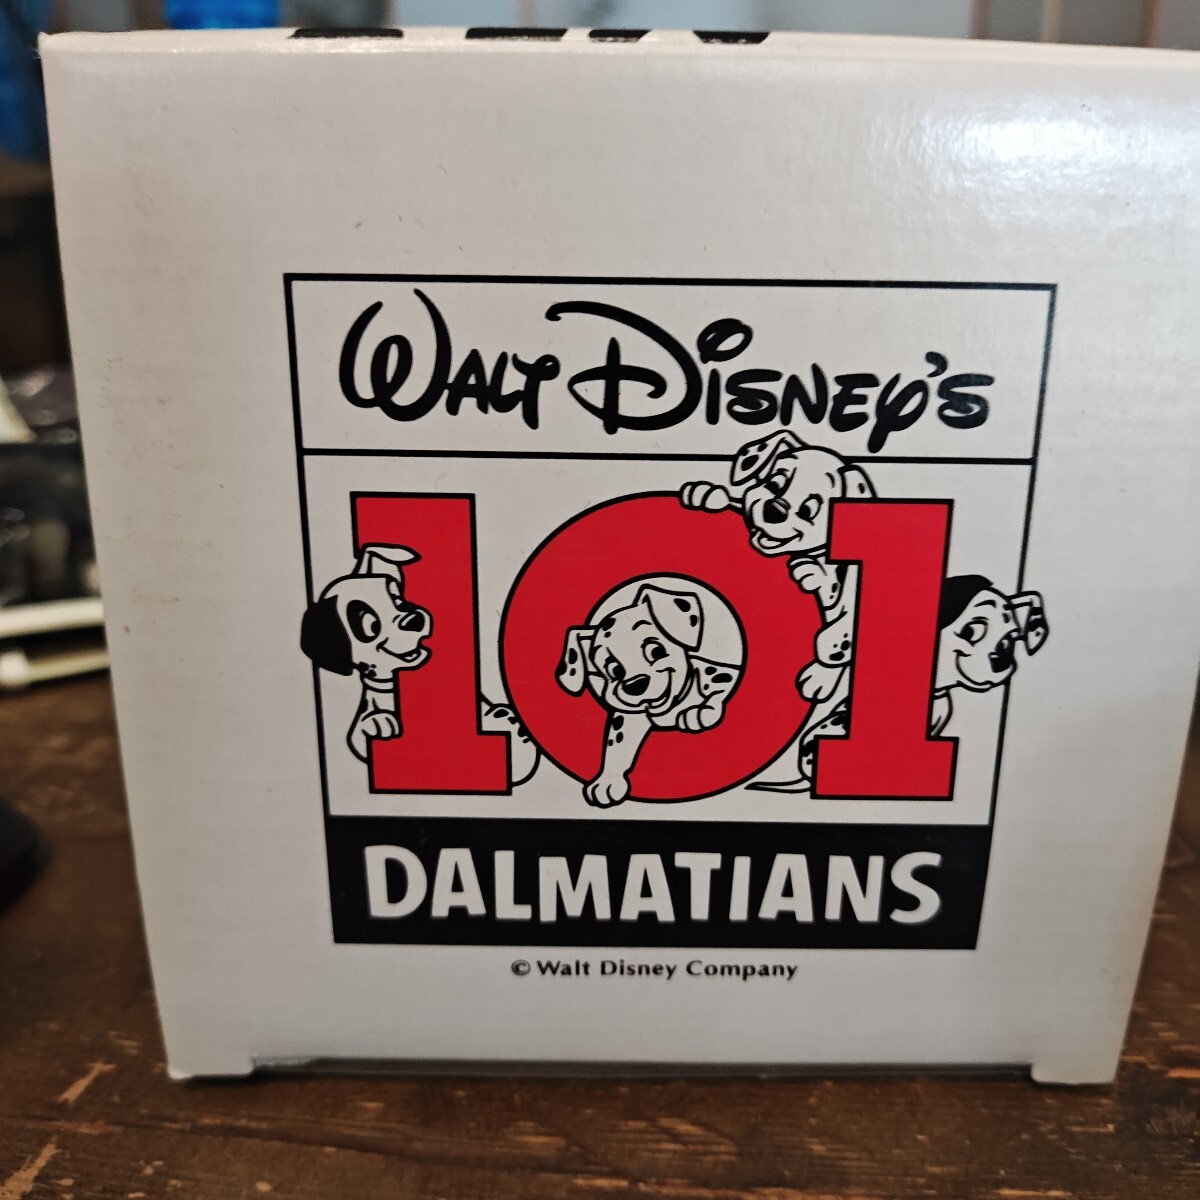 WALT DISNEY'S
101
DALMATIANS
© Walt Disney Company